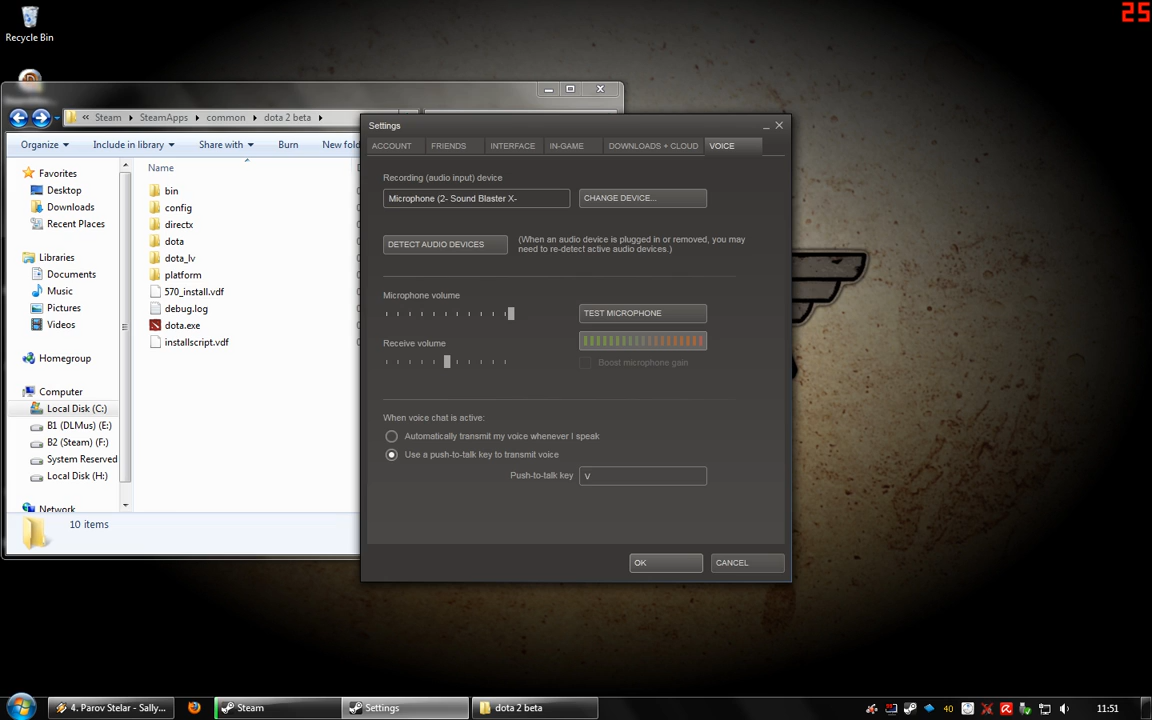 25
Recycle Bin
« Steam ▸ SteamApps ▸ common ▸ dota 2 beta ▸
Organize Include in library Share with Burn New fold
Favorites
Desktop
Downloads
Recent Places
Libraries
Documents
Music
Pictures
Videos
Homegroup
Computer
Local Disk (C:)
B1 (DLMus) (E:)
B2 (Steam) (F:)
System Reserved
Local Disk (H:)
Network
Name
bin
config
directx
dota
dota_lv
platform
570_install.vdf
debug.log
dota.exe
installscript.vdf
10 items
Settings
ACCOUNT FRIENDS INTERFACE IN-GAME DOWNLOADS + CLOUD VOICE
Recording (audio input) device
Microphone (2- Sound Blaster X- CHANGE DEVICE...
DETECT AUDIO DEVICES
(When an audio device is plugged in or removed, you may
need to re-detect active audio devices.)
Microphone volume
TEST MICROPHONE
Receive volume
Boost microphone gain
When voice chat is active:
Automatically transmit my voice whenever I speak
Use a push-to-talk key to transmit voice
Push-to-talk key V
OK CANCEL
4. Parov Stelar - Sally... Steam Settings dota 2 beta 40 11:51